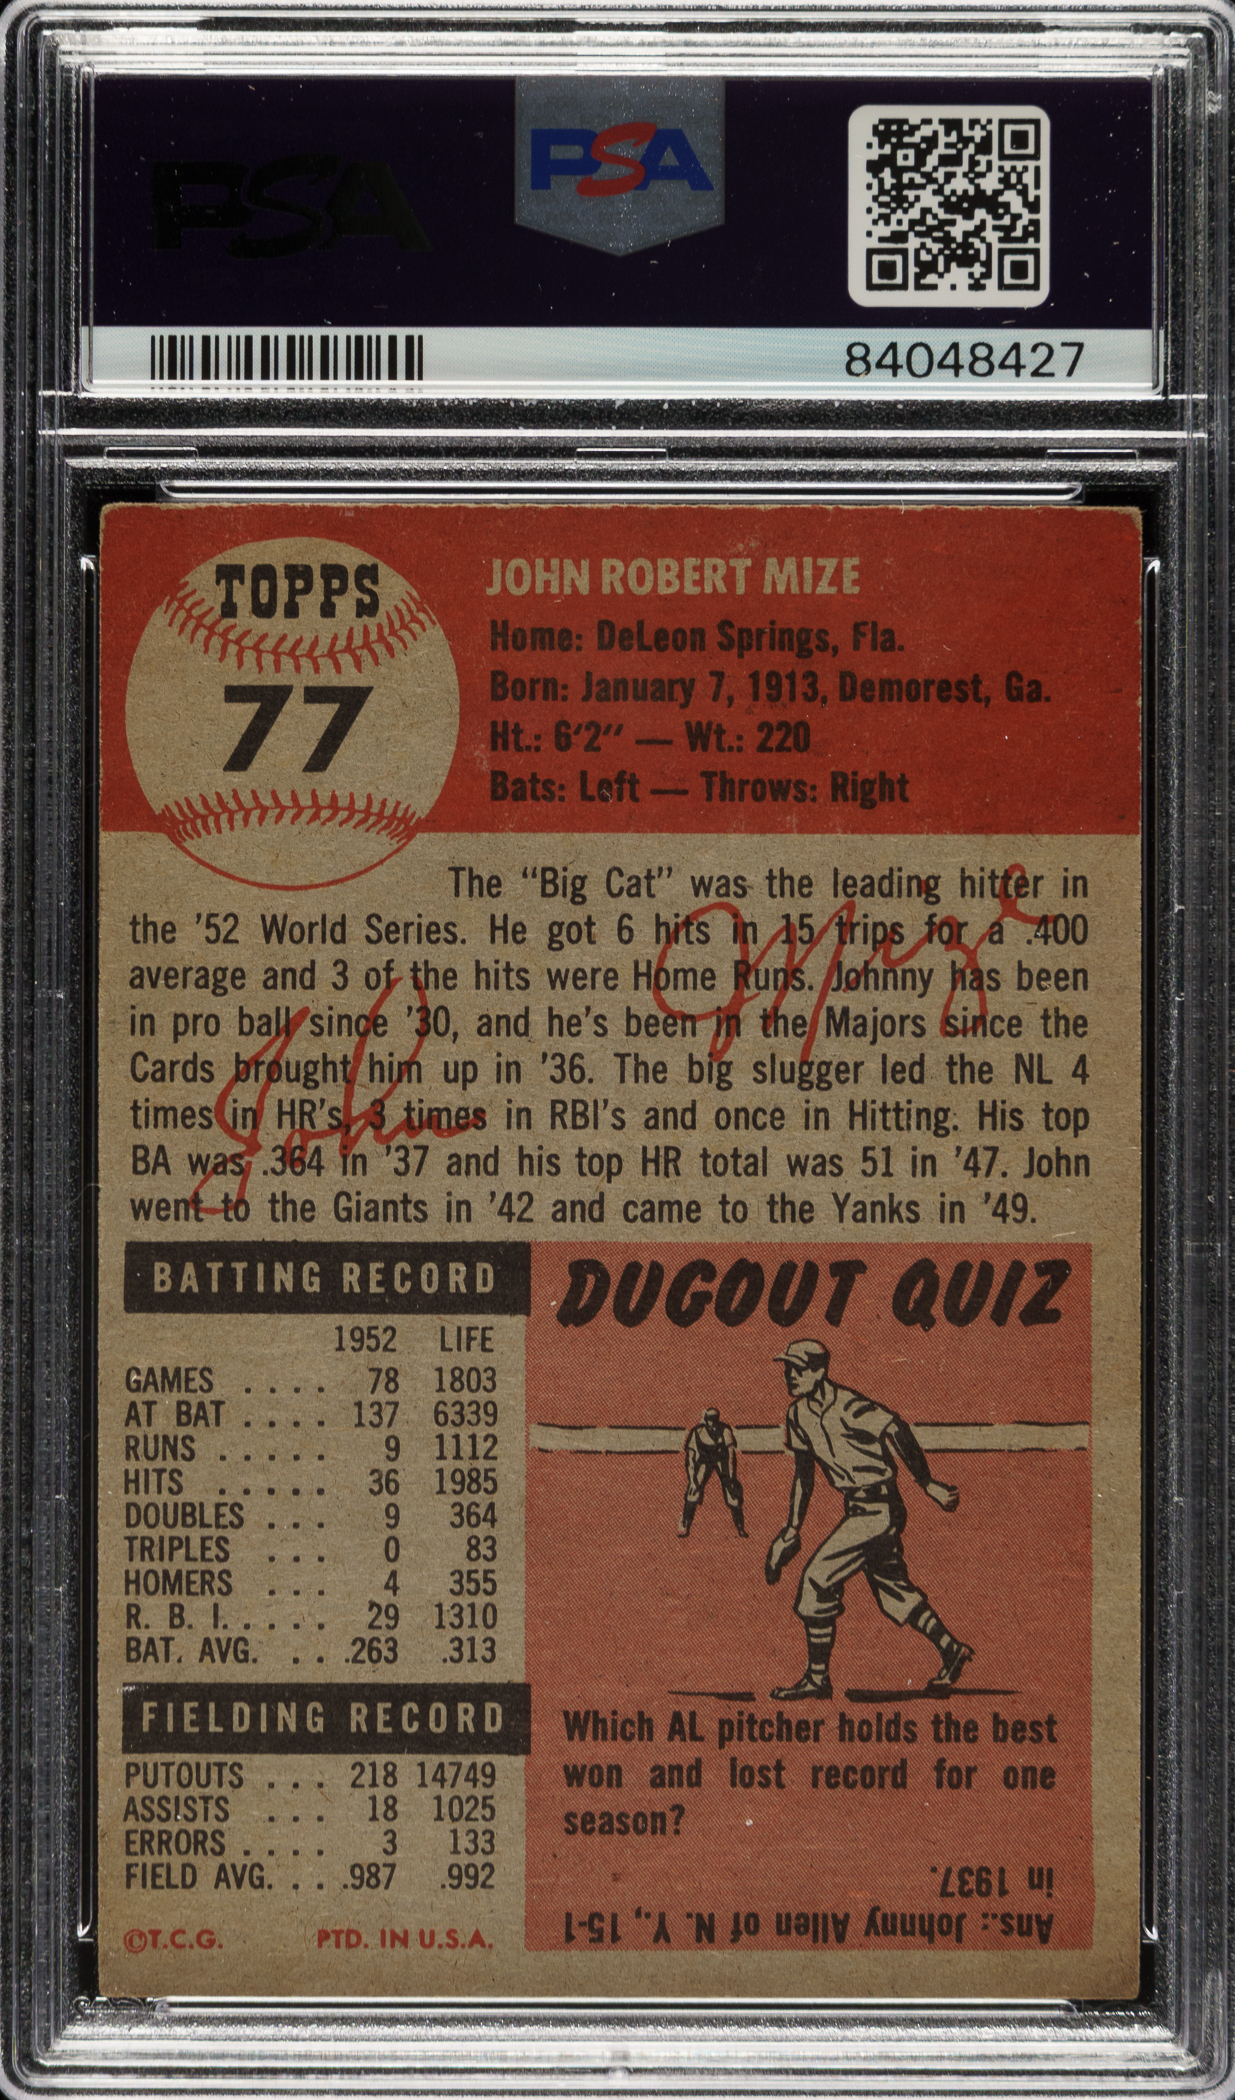 PSA
PSA
84048427
TOPPS
77
JOHN ROBERT MIZE
Home: DeLeon Springs, Fla.
Born: January 7, 1913, Demorest, Ga.
Ht.: 6'2" — Wt.: 220
Bats: Left — Throws: Right
The "Big Cat" was the leading hitter in
the '52 World Series. He got 6 hits in 15 trips for a .400
average and 3 of the hits were Home Runs. Johnny has been
in pro ball since '30, and he's been in the Majors since the
Cards brought him up in '36. The big slugger led the NL 4
times in HR's, 3 times in RBI's and once in Hitting. His top
BA was .364 in '37 and his top HR total was 51 in '47. John
went to the Giants in '42 and came to the Yanks in '49.
John Mize
BATTING RECORD
1952 LIFE
GAMES . . . . 78 1803
AT BAT . . . . 137 6339
RUNS . . . . . 9 1112
HITS . . . . . 36 1985
DOUBLES . . . 9 364
TRIPLES . . . 0 83
HOMERS . . . 4 355
R. B. I. . . . . 29 1310
BAT. AVG. . . .263 .313
FIELDING RECORD
PUTOUTS . . . 218 14749
ASSISTS . . . 18 1025
ERRORS . . . . 3 133
FIELD AVG. . . .987 .992
©T.C.G. PTD. IN U.S.A.
DUGOUT QUIZ
Which AL pitcher holds the best
won and lost record for one
season?
Ans.: Johnny Allen of N. Y., 15-1
in 1937.